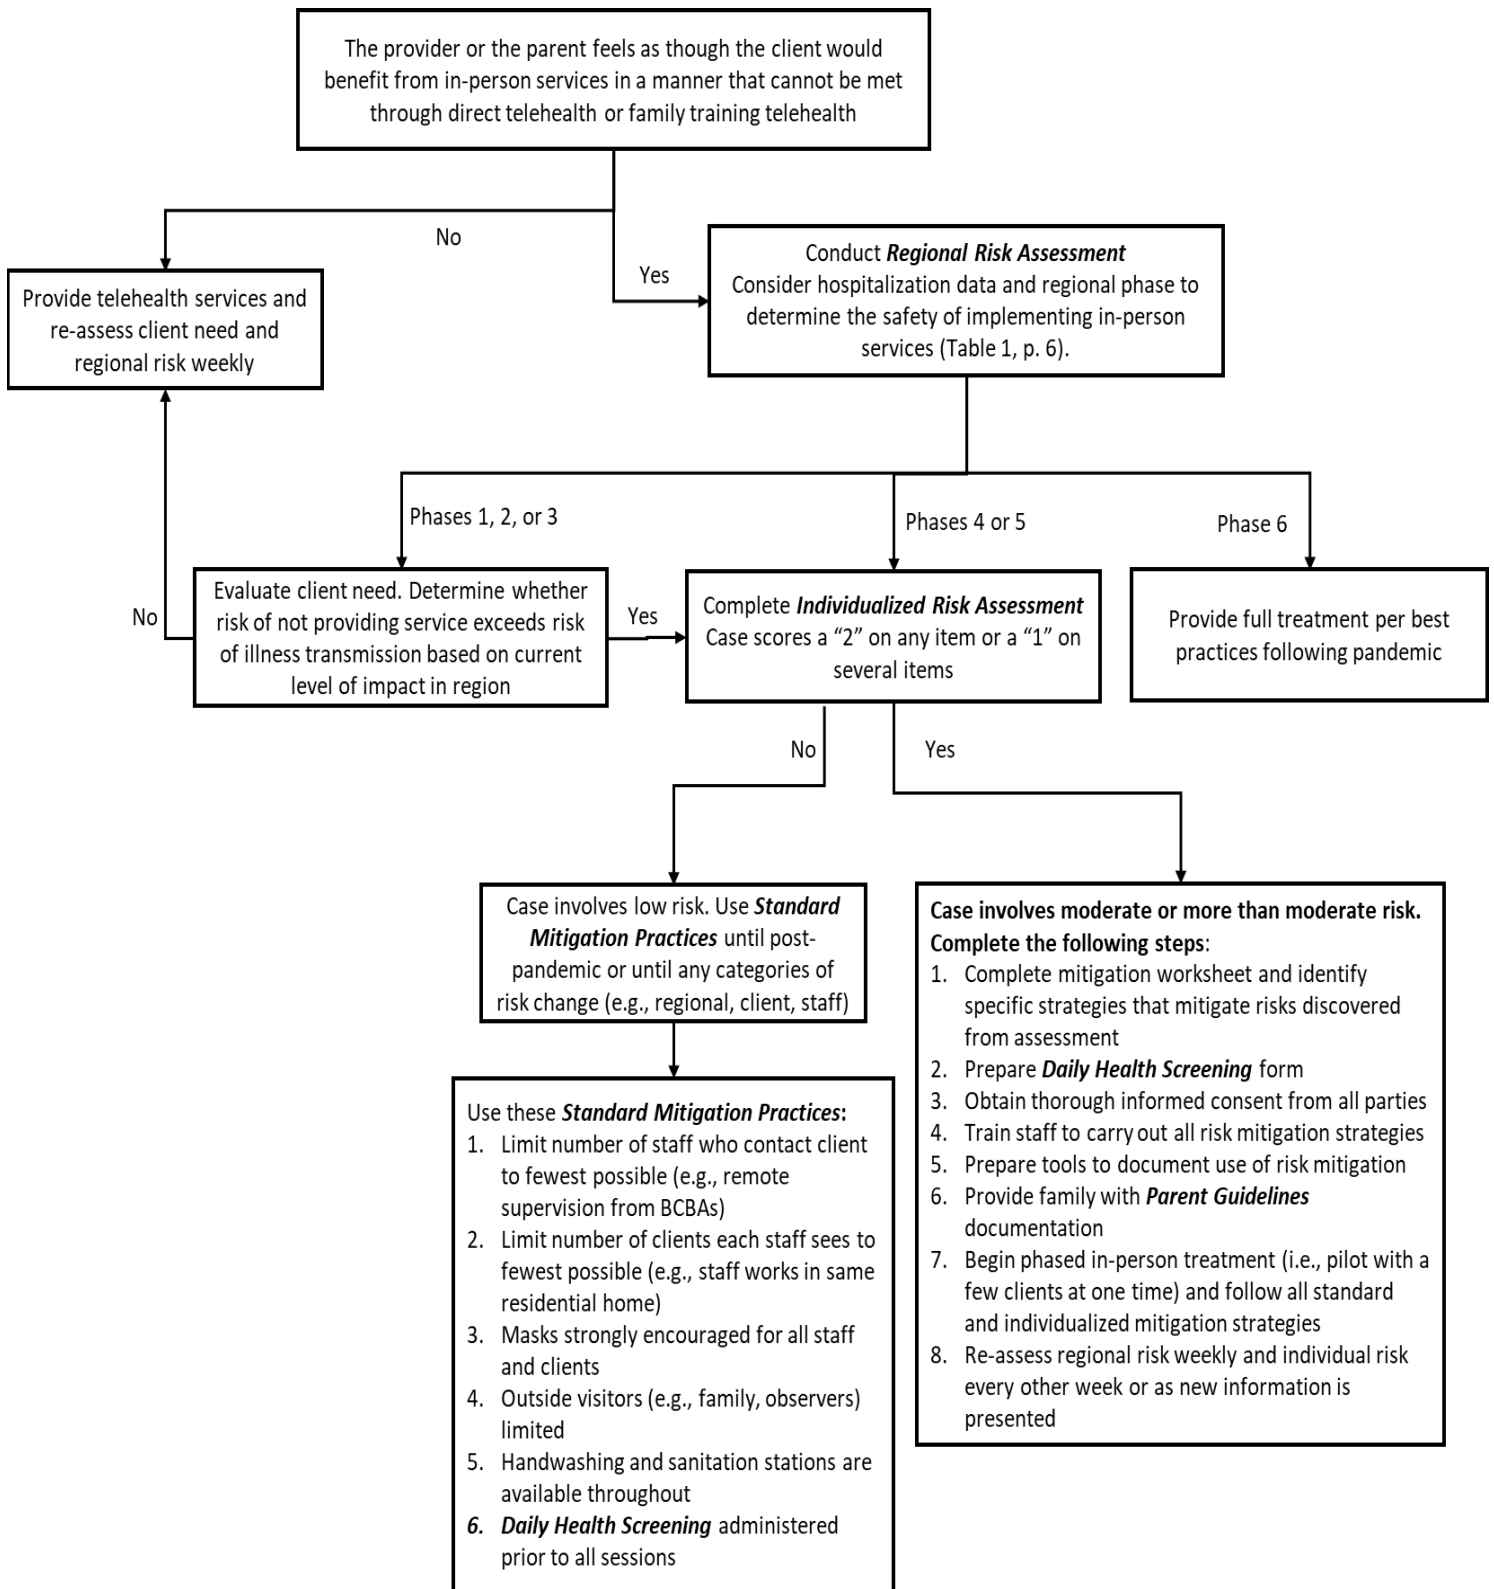 The provider or the parent feels as though the client would
benefit from in-person services in a manner that cannot be met
through direct telehealth or family training telehealth
No
Yes
Provide telehealth services and
re-assess client need and
regional risk weekly
Conduct Regional Risk Assessment
Consider hospitalization data and regional phase to
determine the safety of implementing in-person
services (Table 1, p. 6).
Phases 1, 2, or 3
Phases 4 or 5
Phase 6
No
Evaluate client need. Determine whether
risk of not providing service exceeds risk
of illness transmission based on current
level of impact in region
Yes
Complete Individualized Risk Assessment
Case scores a “2” on any item or a “1” on
several items
Provide full treatment per best
practices following pandemic
No
Yes
Case involves low risk. Use Standard
Mitigation Practices until post-
pandemic or until any categories of
risk change (e.g., regional, client, staff)
Use these Standard Mitigation Practices:
1. Limit number of staff who contact client
to fewest possible (e.g., remote
supervision from BCBAs)
2. Limit number of clients each staff sees to
fewest possible (e.g., staff works in same
residential home)
3. Masks strongly encouraged for all staff
and clients
4. Outside visitors (e.g., family, observers)
limited
5. Handwashing and sanitation stations are
available throughout
6. Daily Health Screening administered
prior to all sessions
Case involves moderate or more than moderate risk.
Complete the following steps:
1. Complete mitigation worksheet and identify
specific strategies that mitigate risks discovered
from assessment
2. Prepare Daily Health Screening form
3. Obtain thorough informed consent from all parties
4. Train staff to carry out all risk mitigation strategies
5. Prepare tools to document use of risk mitigation
6. Provide family with Parent Guidelines
documentation
7. Begin phased in-person treatment (i.e., pilot with a
few clients at one time) and follow all standard
and individualized mitigation strategies
8. Re-assess regional risk weekly and individual risk
every other week or as new information is
presented